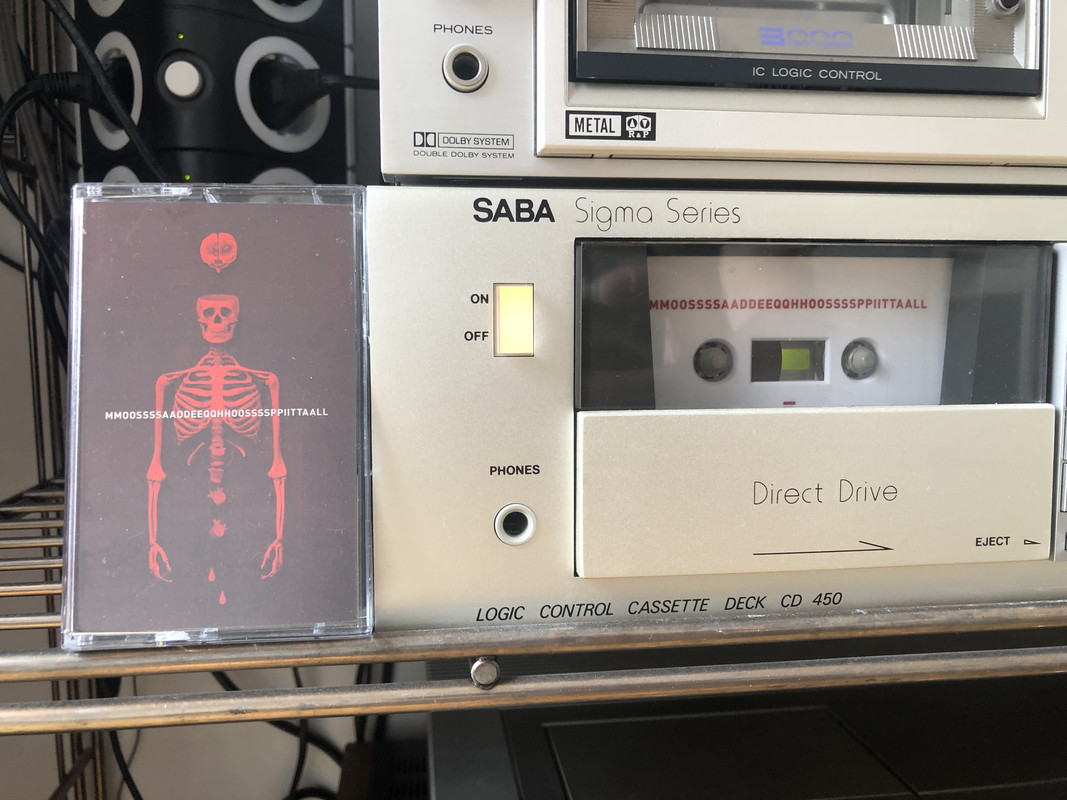 PHONES
3000
IC LOGIC CONTROL
METAL
R&P
DOLBY SYSTEM
DOUBLE DOLBY SYSTEM
SABA Sigma Series
ON
OFF
MMOOSSSSAADDEEQQHHOOSSSSPPIITTAALL
MMOOSSSSAADDEEQQHHOOSSSSPPIITTAALL
PHONES
Direct Drive
EJECT
LOGIC CONTROL CASSETTE DECK CD 450